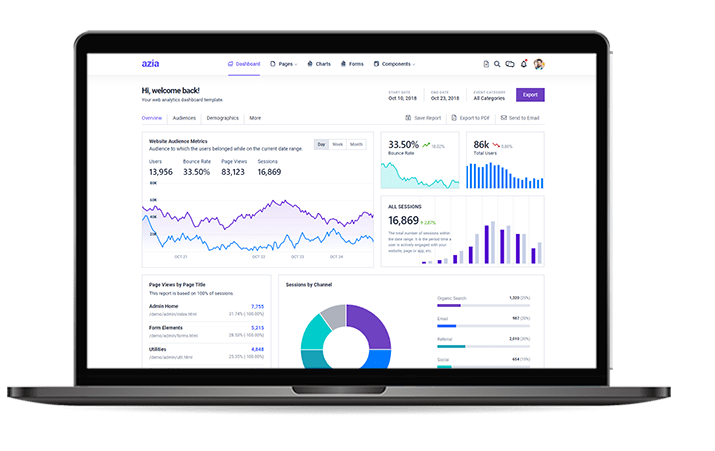 azia
Dashboard
Pages
Charts
Forms
Components
Hi, welcome back!
Your web analytics dashboard template.
START DATE
Oct 10, 2018
END DATE
Oct 23, 2018
EVENT CATEGORY
All Categories
Export
Overview
Audiences
Demographics
More
Save Report
Export to PDF
Send to Email
Website Audience Metrics
Audience to which the users belonged while on the current date range.
Day
Week
Month
Users
13,956
Bounce Rate
33.50%
Page Views
83,123
Sessions
16,869
80K
60K
40K
20K
OCT 21
OCT 22
OCT 23
OCT 24
33.50%
Bounce Rate
86k
Total Users
ALL SESSIONS
16,869
2.87%
The total number of sessions within
the date range. It is the period time a
user is actively engaged with your
website, page or app, etc.
Page Views by Page Title
This report is based on 100% of sessions.
Admin Home
7,755
/demo/admin/index.html
31.74% (-100.00%)
Form Elements
5,215
/demo/admin/forms.html
28.53% (-100.00%)
Utilities
4,848
/demo/admin/util.html
25.35% (-100.00%)
Sessions by Channel
Organic Search
1,320 (25%)
Email
987 (20%)
Referral
2,010 (30%)
Social
654 (15%)